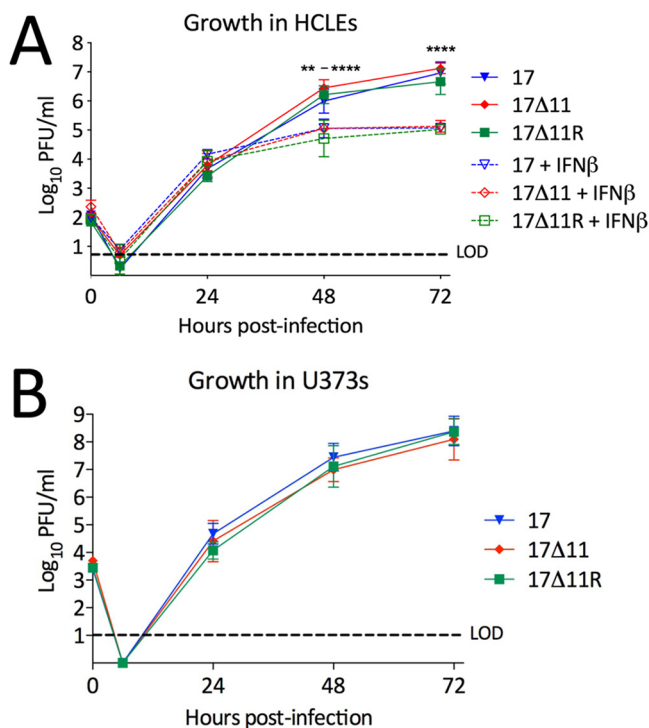 A
Growth in HCLEs
Log10 PFU/ml
8
7
6
5
4
3
2
1
** – ****
****
LOD
0
24
48
72
Hours post-infection
17
17Δ11
17Δ11R
17 + IFNβ
17Δ11 + IFNβ
17Δ11R + IFNβ
B
Growth in U373s
Log10 PFU/ml
9
8
7
6
5
4
3
2
1
LOD
0
24
48
72
Hours post-infection
17
17Δ11
17Δ11R